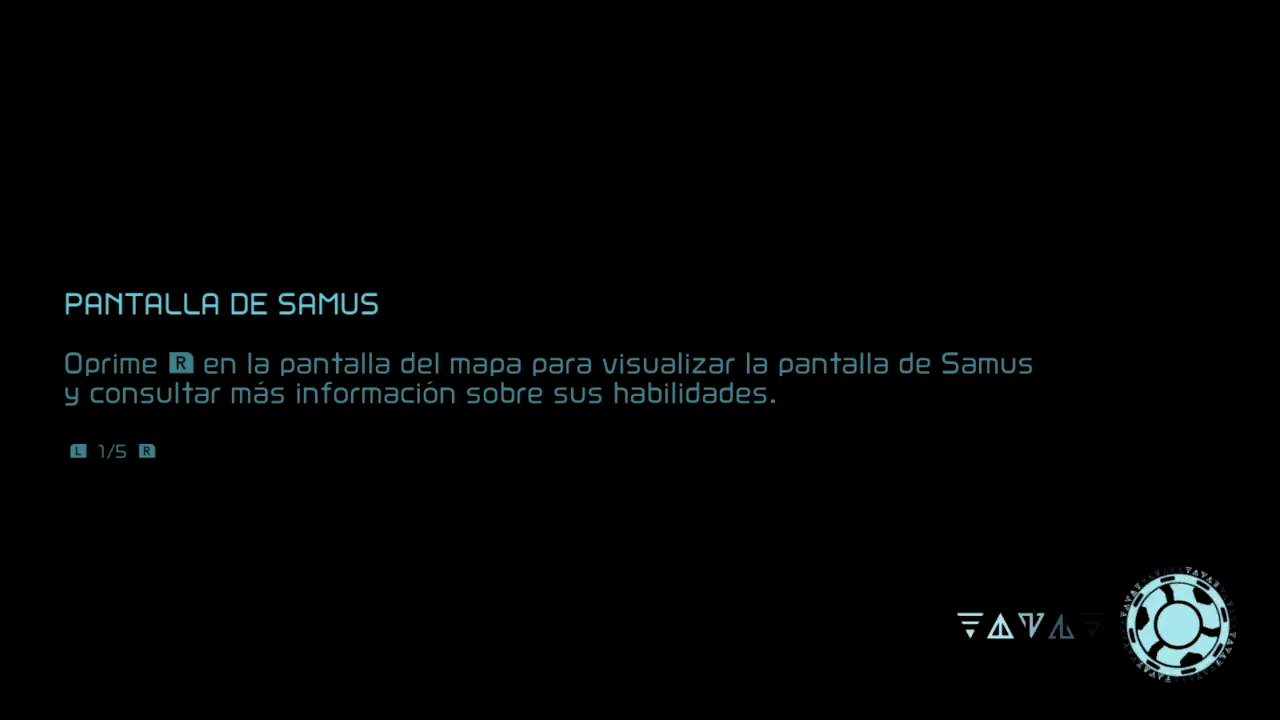 PANTALLA DE SAMUS
Oprime R en la pantalla del mapa para visualizar la pantalla de Samus
y consultar más información sobre sus habilidades.
L 1/5 R